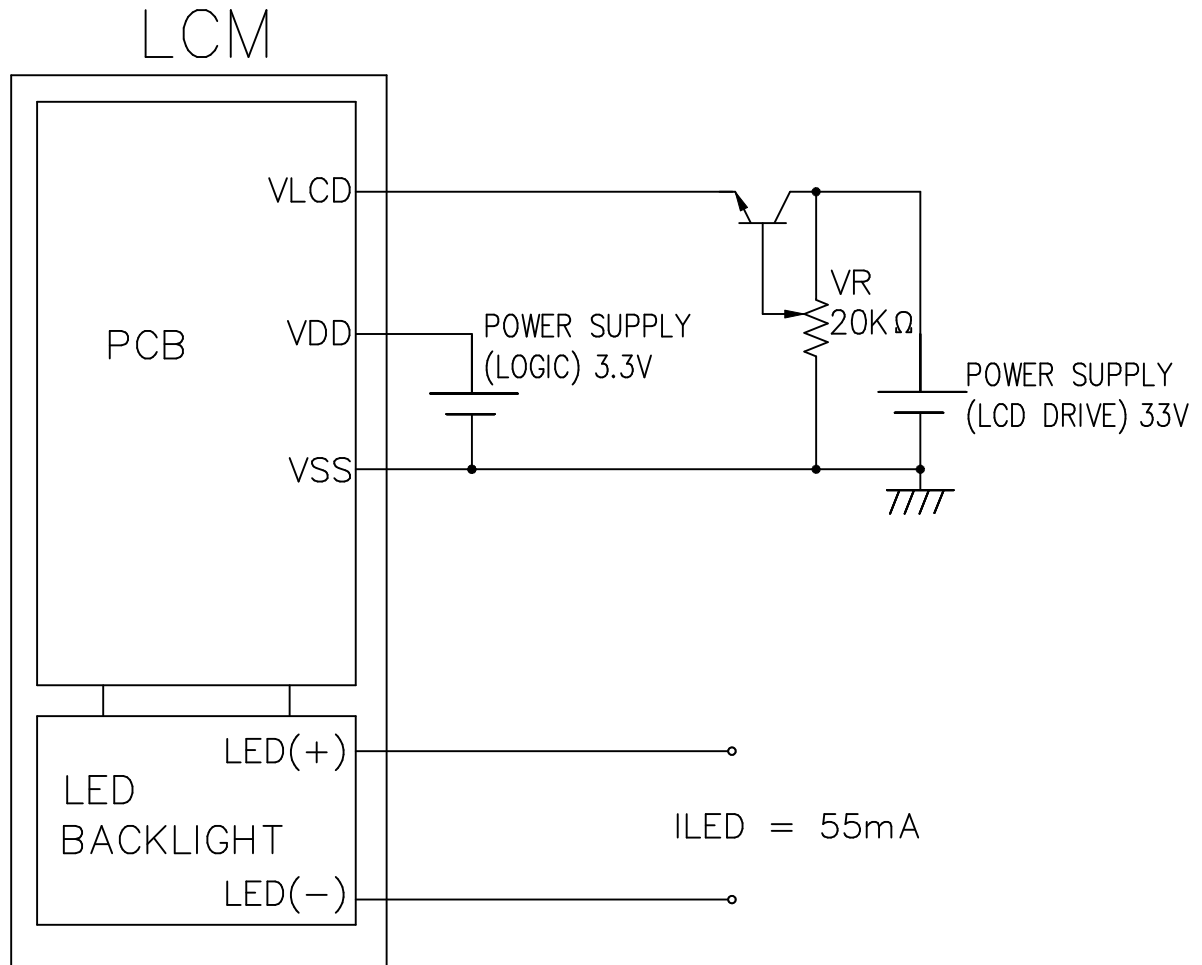 LCM
VLCD
VR
20KΩ
VDD
PCB
POWER SUPPLY
(LOGIC) 3.3V
POWER SUPPLY
(LCD DRIVE) 33V
VSS
LED(+)
LED
BACKLIGHT
ILED = 55mA
LED(-)